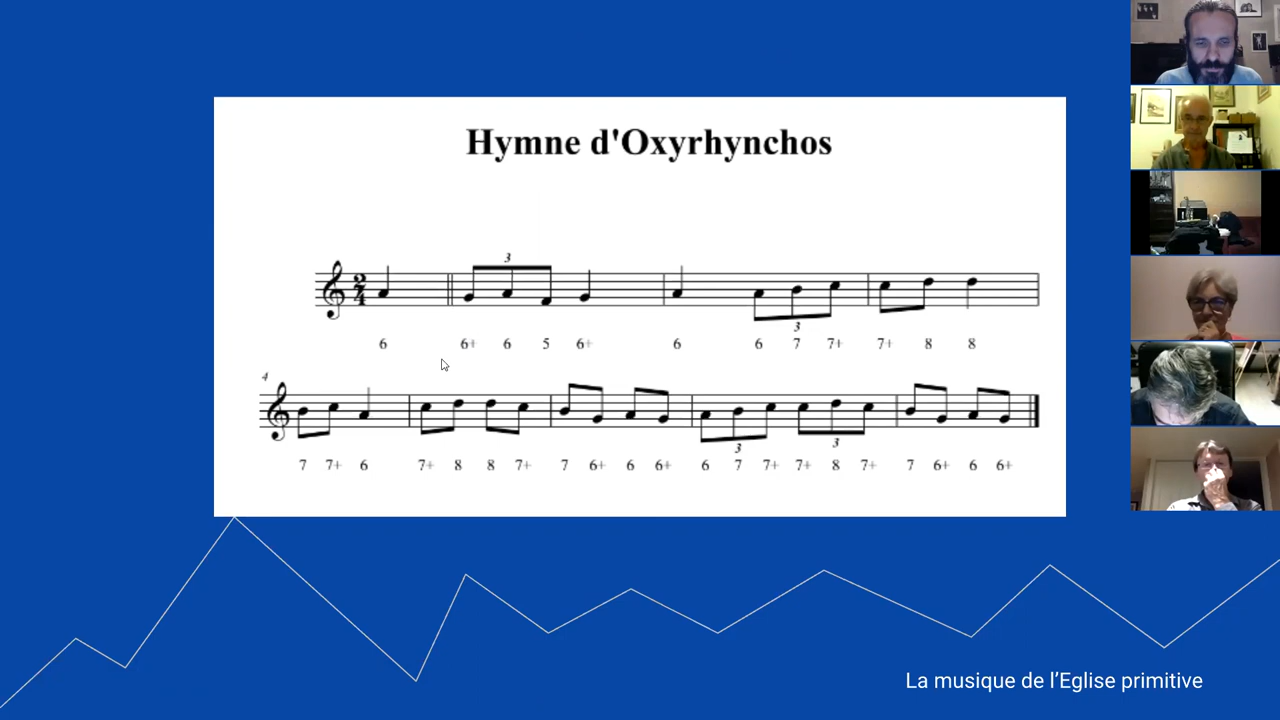 Hymne d'Oxyrhynchos
3
2
4
3
6 6+ 6 5 6+ 6 6 7 7+ 7+ 8 8
4
3
3
7 7+ 6 7+ 8 8 7+ 7 6+ 6 6+ 6 7 7+ 7+ 8 7+ 7 6+ 6 6+
La musique de l'Eglise primitive